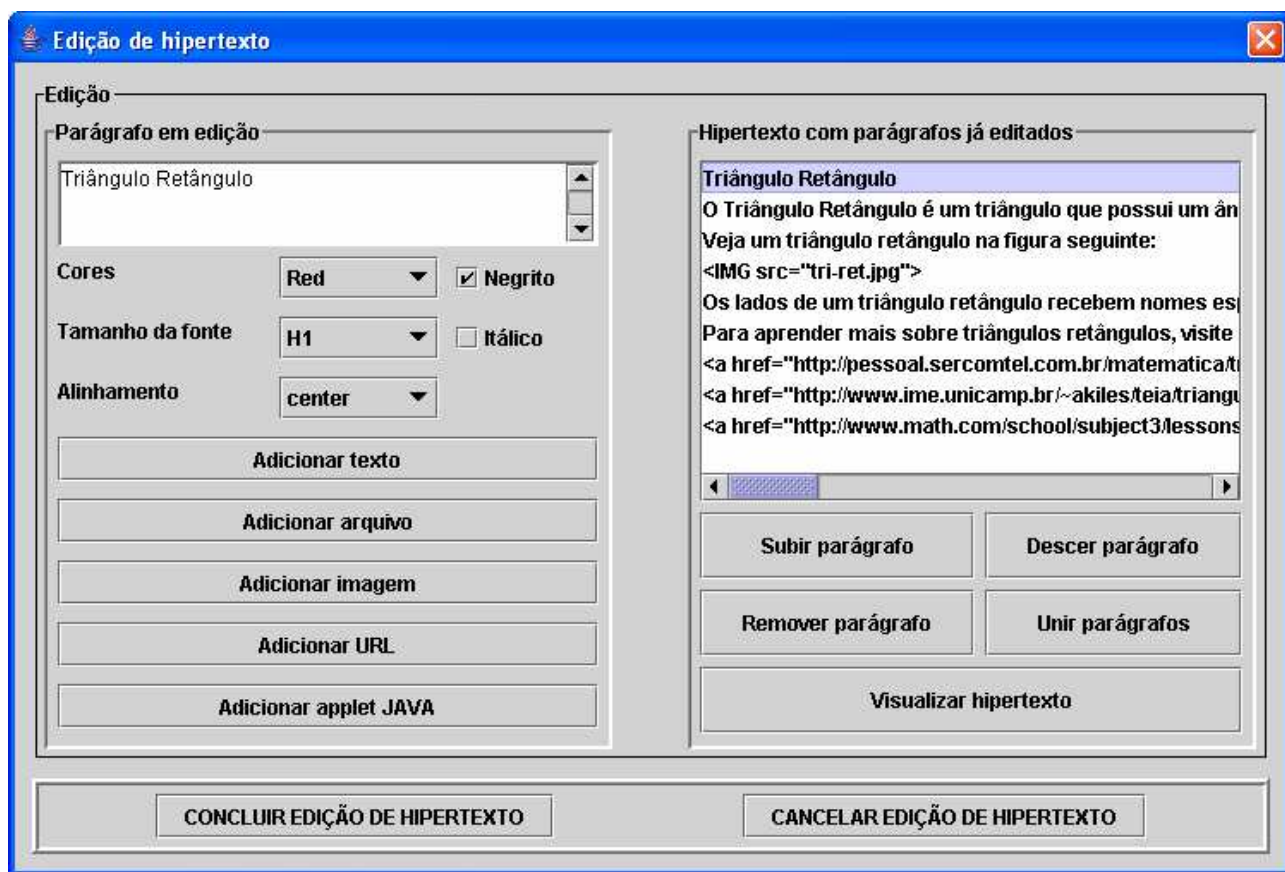 Edição de hipertexto
Edição
Parágrafo em edição
Triângulo Retângulo
Cores
Red
Negrito
Tamanho da fonte
H1
Itálico
Alinhamento
center
Adicionar texto
Adicionar arquivo
Adicionar imagem
Adicionar URL
Adicionar applet JAVA
Hipertexto com parágrafos já editados
Triângulo Retângulo
O Triângulo Retângulo é um triângulo que possui um ân
Veja um triângulo retângulo na figura seguinte:
<IMG src="tri-ret.jpg">
Os lados de um triângulo retângulo recebem nomes esp
Para aprender mais sobre triângulos retângulos, visite
<a href="http://pessoal.sercomtel.com.br/matematica/tr
<a href="http://www.ime.unicamp.br/~akiles/teia/triangu
<a href="http://www.math.com/school/subject3/lessons
Subir parágrafo
Descer parágrafo
Remover parágrafo
Unir parágrafos
Visualizar hipertexto
CONCLUIR EDIÇÃO DE HIPERTEXTO
CANCELAR EDIÇÃO DE HIPERTEXTO